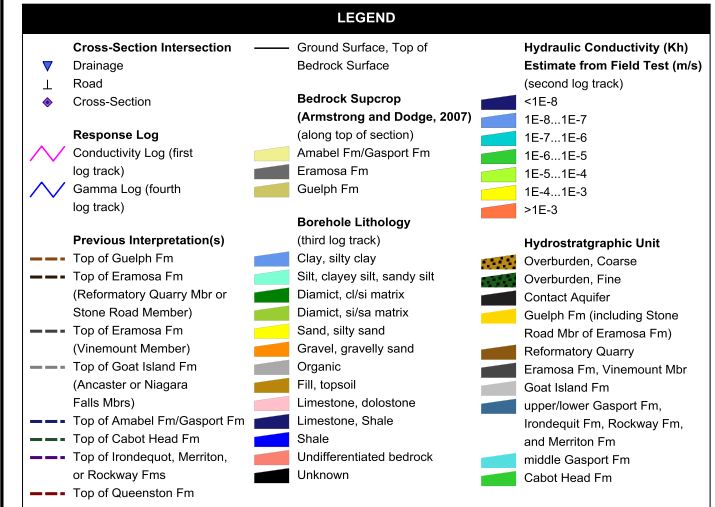 LEGEND
Cross-Section Intersection
Drainage
Road
Cross-Section
Response Log
Conductivity Log (first
log track)
Gamma Log (fourth
log track)
Previous Interpretation(s)
Top of Guelph Fm
Top of Eramosa Fm
(Reformatory Quarry Mbr or
Stone Road Member)
Top of Eramosa Fm
(Vinemount Member)
Top of Goat Island Fm
(Ancaster or Niagara
Falls Mbrs)
Top of Amabel Fm/Gasport Fm
Top of Cabot Head Fm
Top of Irondequot, Merriton,
or Rockway Fms
Top of Queenston Fm
Ground Surface, Top of
Bedrock Surface
Bedrock Supcrop
(Armstrong and Dodge, 2007)
(along top of section)
Amabel Fm/Gasport Fm
Eramosa Fm
Guelph Fm
Borehole Lithology
(third log track)
Clay, silty clay
Silt, clayey silt, sandy silt
Diamict, cl/si matrix
Diamict, si/sa matrix
Sand, silty sand
Gravel, gravelly sand
Organic
Fill, topsoil
Limestone, dolostone
Limestone, Shale
Shale
Undifferentiated bedrock
Unknown
Hydraulic Conductivity (Kh)
Estimate from Field Test (m/s)
(second log track)
<1E-8
1E-8...1E-7
1E-7...1E-6
1E-6...1E-5
1E-5...1E-4
1E-4...1E-3
>1E-3
Hydrostratgraphic Unit
Overburden, Coarse
Overburden, Fine
Contact Aquifer
Guelph Fm (including Stone
Road Mbr of Eramosa Fm)
Reformatory Quarry
Eramosa Fm, Vinemount Mbr
Goat Island Fm
upper/lower Gasport Fm,
Irondequit Fm, Rockway Fm,
and Merriton Fm
middle Gasport Fm
Cabot Head Fm